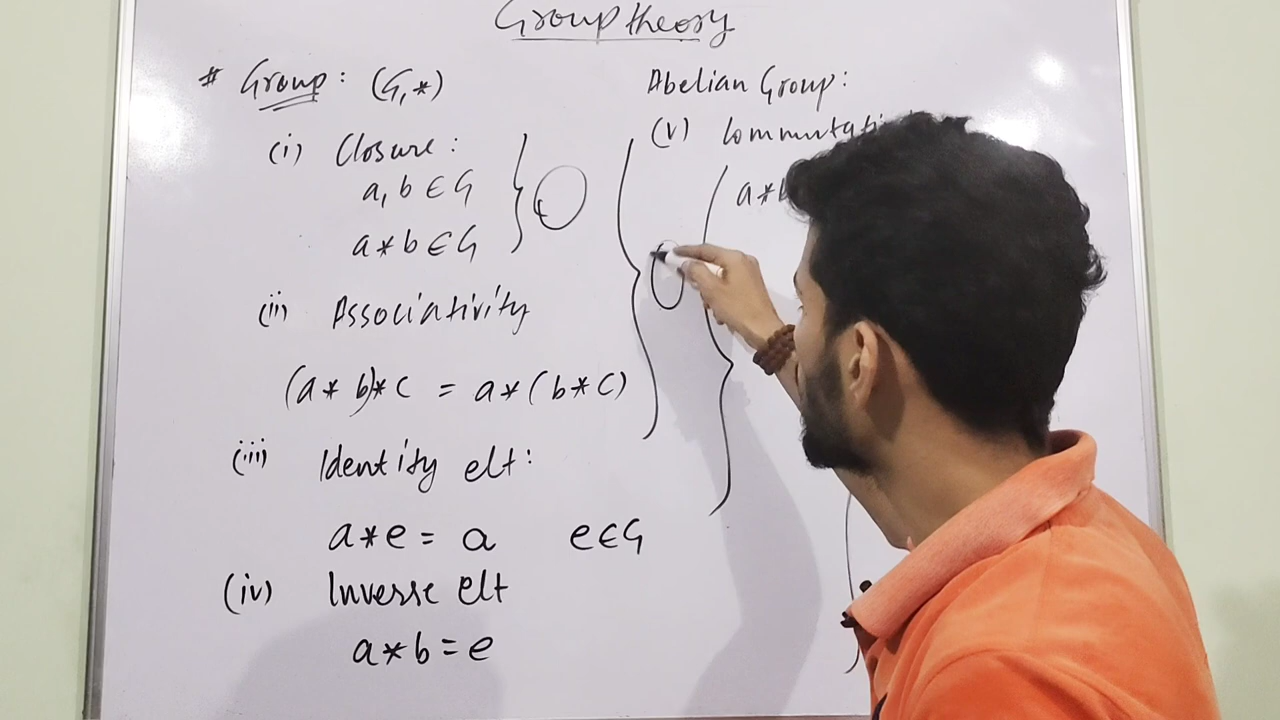 Group theory
# Group: (G,*)
(i) Closure:
a, b ∈ G
a * b ∈ G
(ii) Associativity
(a * b) * c = a * (b * c)
(iii) Identity elt:
a * e = a e ∈ G
(iv) Inverse elt
a * b = e
Abelian Group:
(v)